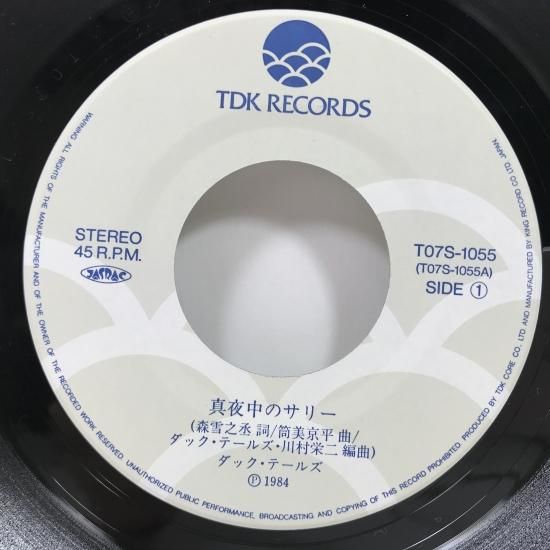 TDK RECORDS
STEREO
45 R.P.M.
JASRAC
T07S-1055
(T07S-1055A)
SIDE ①
真夜中のサリー
(森雪之丞 詞/筒美京平 曲/
ダック・テールズ・川村栄二 編曲)
ダック・テールズ
Ⓟ 1984
WARNING. ALL RIGHTS OF THE MANUFACTURER AND OF THE OWNER OF THE RECORDED WORK RESERVED. UNAUTHORIZED PUBLIC PERFORMANCE, BROADCASTING AND COPYING OF THIS RECORD PROHIBITED.
PRODUCED BY TDK CORE CO., LTD. AND MANUFACTURED BY KING RECORD CO., LTD. JAPAN.